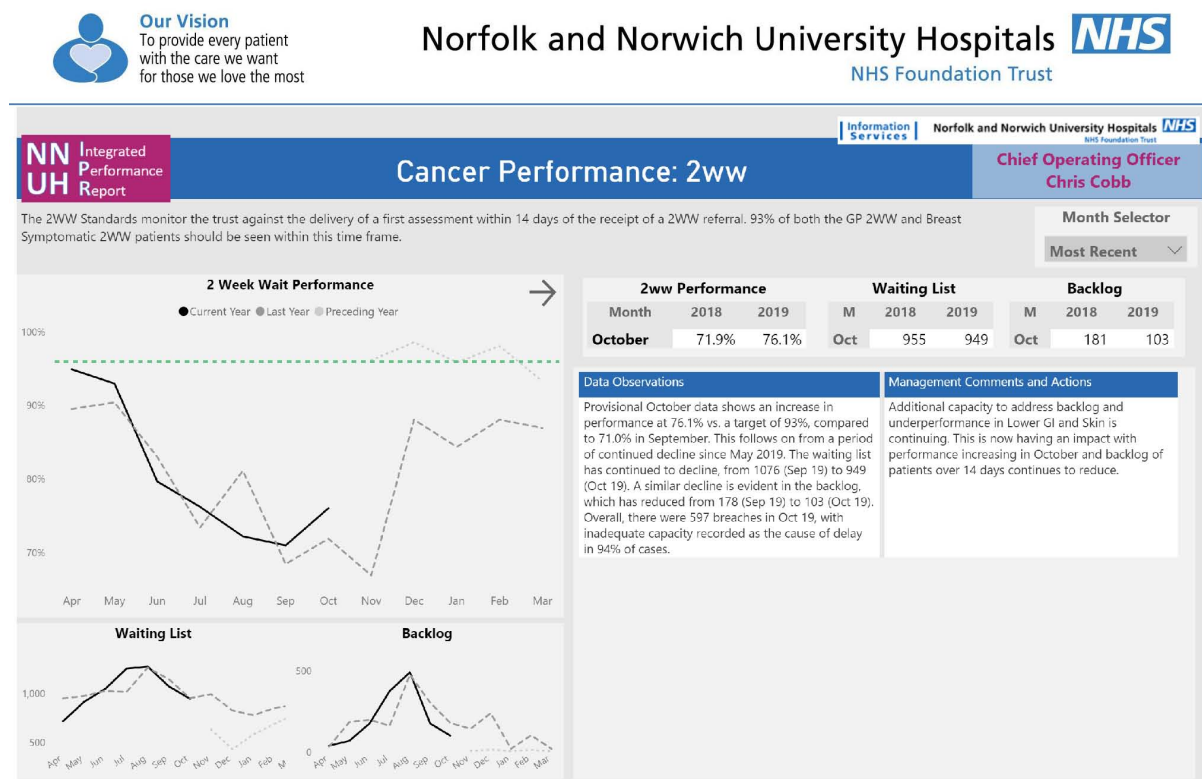 Our Vision
To provide every patient
with the care we want
for those we love the most
Norfolk and Norwich University Hospitals NHS
NHS Foundation Trust
Information
Services
Norfolk and Norwich University Hospitals NHS
NHS Foundation Trust
NN Integrated
Performance
UH Report
Cancer Performance: 2ww
Chief Operating Officer
Chris Cobb
The 2WW Standards monitor the trust against the delivery of a first assessment within 14 days of the receipt of a 2WW referral. 93% of both the GP 2WW and Breast
Symptomatic 2WW patients should be seen within this time frame.
Month Selector
Most Recent
2 Week Wait Performance
Current Year Last Year Preceding Year
100%
90%
80%
70%
Apr May Jun Jul Aug Sep Oct Nov Dec Jan Feb Mar
2ww Performance
Month 2018 2019
October 71.9% 76.1%
Waiting List
M 2018 2019
Oct 955 949
Backlog
M 2018 2019
Oct 181 103
Data Observations
Provisional October data shows an increase in
performance at 76.1% vs. a target of 93%, compared
to 71.0% in September. This follows on from a period
of continued decline since May 2019. The waiting list
has continued to decline, from 1076 (Sep 19) to 949
(Oct 19). A similar decline is evident in the backlog,
which has reduced from 178 (Sep 19) to 103 (Oct 19).
Overall, there were 597 breaches in Oct 19, with
inadequate capacity recorded as the cause of delay
in 94% of cases.
Management Comments and Actions
Additional capacity to address backlog and
underperformance in Lower GI and Skin is
continuing. This is now having an impact with
performance increasing in October and backlog of
patients over 14 days continues to reduce.
Waiting List
1,000
500
Apr May Jun Jul Aug Sep Oct Nov Dec Jan Feb M
Backlog
500
0
Apr May Jun Jul Aug Sep Oct Nov Dec Jan Feb Mar